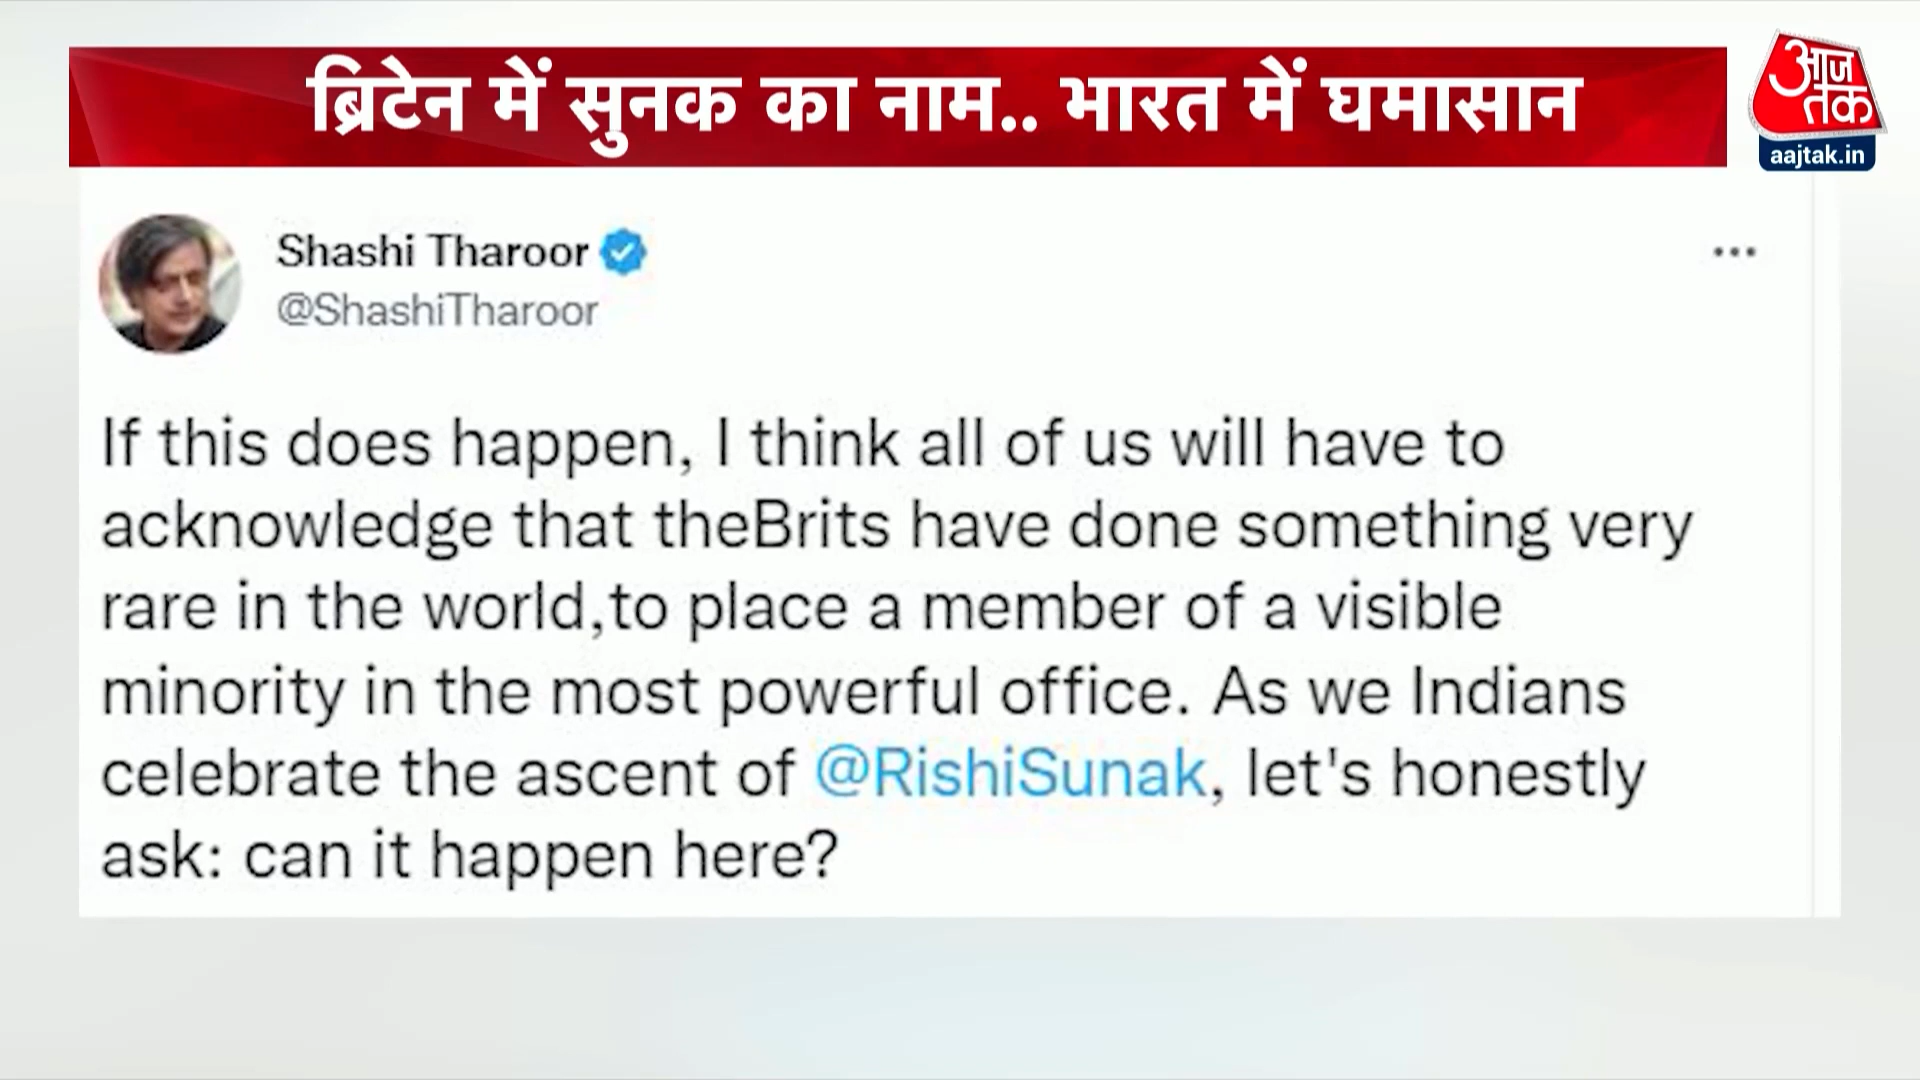 ब्रिटेन में सुनक का नाम.. भारत में घमासान
आज
तक
aajtak.in
Shashi Tharoor
@ShashiTharoor
If this does happen, I think all of us will have to
acknowledge that theBrits have done something very
rare in the world,to place a member of a visible
minority in the most powerful office. As we Indians
celebrate the ascent of @RishiSunak, let's honestly
ask: can it happen here?